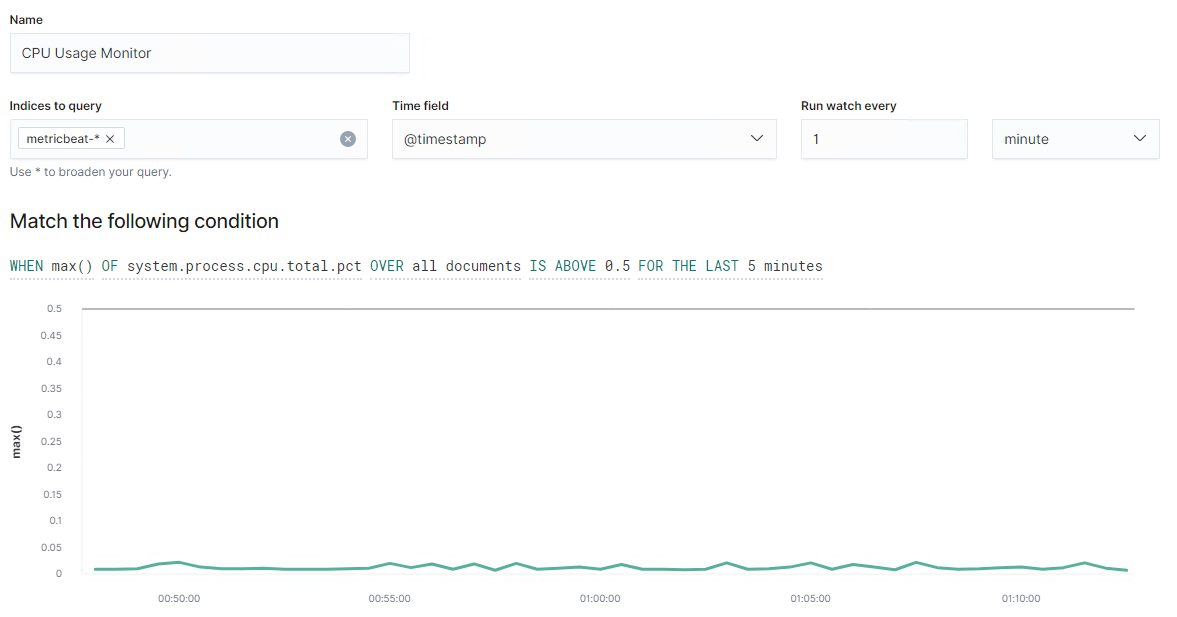 Name
CPU Usage Monitor
Indices to query
Time field
Run watch every
metricbeat-*
@timestamp
1
minute
Use * to broaden your query.
Match the following condition
WHEN max() OF system.process.cpu.total.pct OVER all documents IS ABOVE 0.5 FOR THE LAST 5 minutes
0.5
0.45
0.4
0.35
0.3
0.25
0.2
0.15
0.1
0.05
0
max()
00:50:00
00:55:00
01:00:00
01:05:00
01:10:00